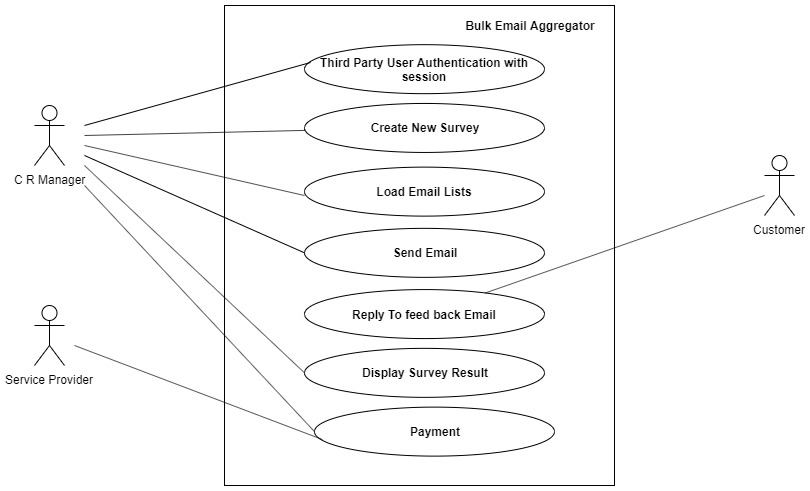 Bulk Email Aggregator
Third Party User Authentication with
session
Create New Survey
C R Manager
Load Email Lists
Customer
Send Email
Reply To feed back Email
Service Provider
Display Survey Result
Payment